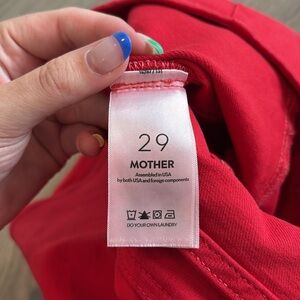 29
MOTHER
Assembled in USA
by both USA and foreign components
DO YOUR OWN LAUNDRY